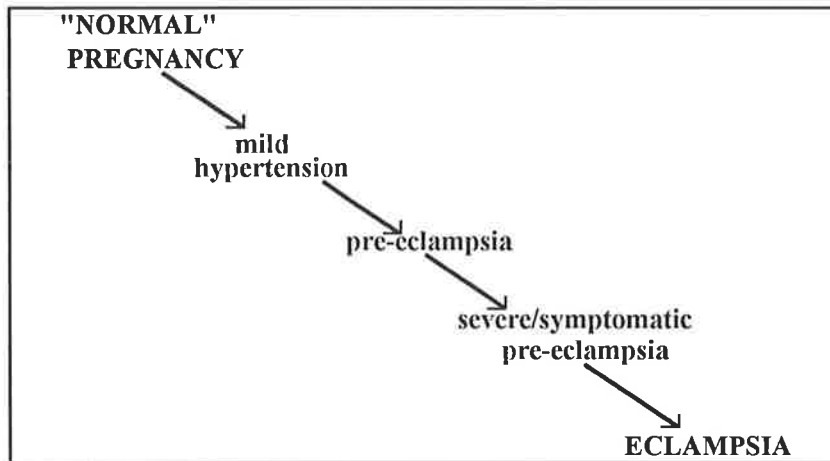 "NORMAL"
PREGNANCY
mild
hypertension
pre-eclampsia
severe/symptomatic
pre-eclampsia
ECLAMPSIA